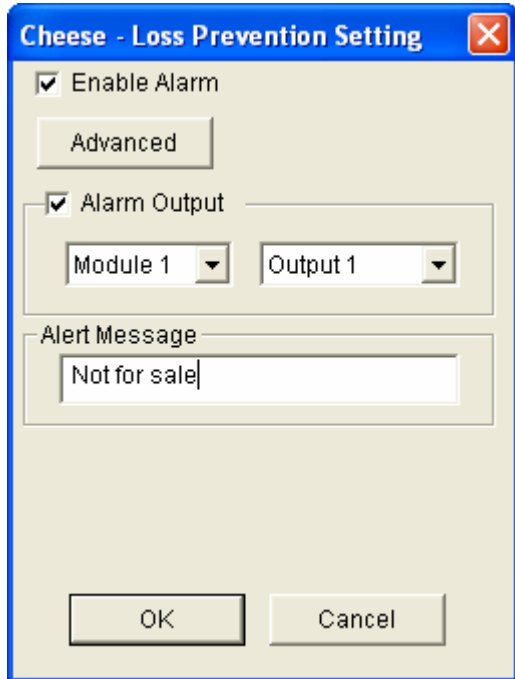 Cheese - Loss Prevention Setting
Enable Alarm
Advanced
Alarm Output
Module 1 Output 1
Alert Message
Not for sale
OK Cancel